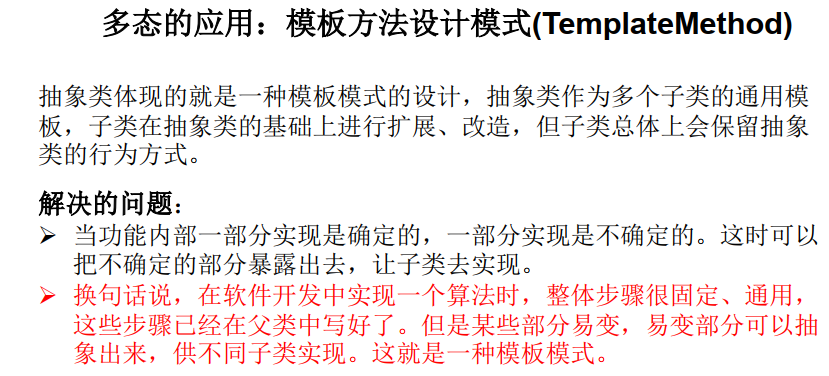 多态的应用：模板方法设计模式(TemplateMethod)
抽象类体现的就是一种模板模式的设计，抽象类作为多个子类的通用模
板，子类在抽象类的基础上进行扩展、改造，但子类总体上会保留抽象
类的行为方式。
解决的问题：
➢ 当功能内部一部分实现是确定的，一部分实现是不确定的。这时可以
把不确定的部分暴露出去，让子类去实现。
➢ 换句话说，在软件开发中实现一个算法时，整体步骤很固定、通用，
这些步骤已经在父类中写好了。但是某些部分易变，易变部分可以抽
象出来，供不同子类实现。这就是一种模板模式。